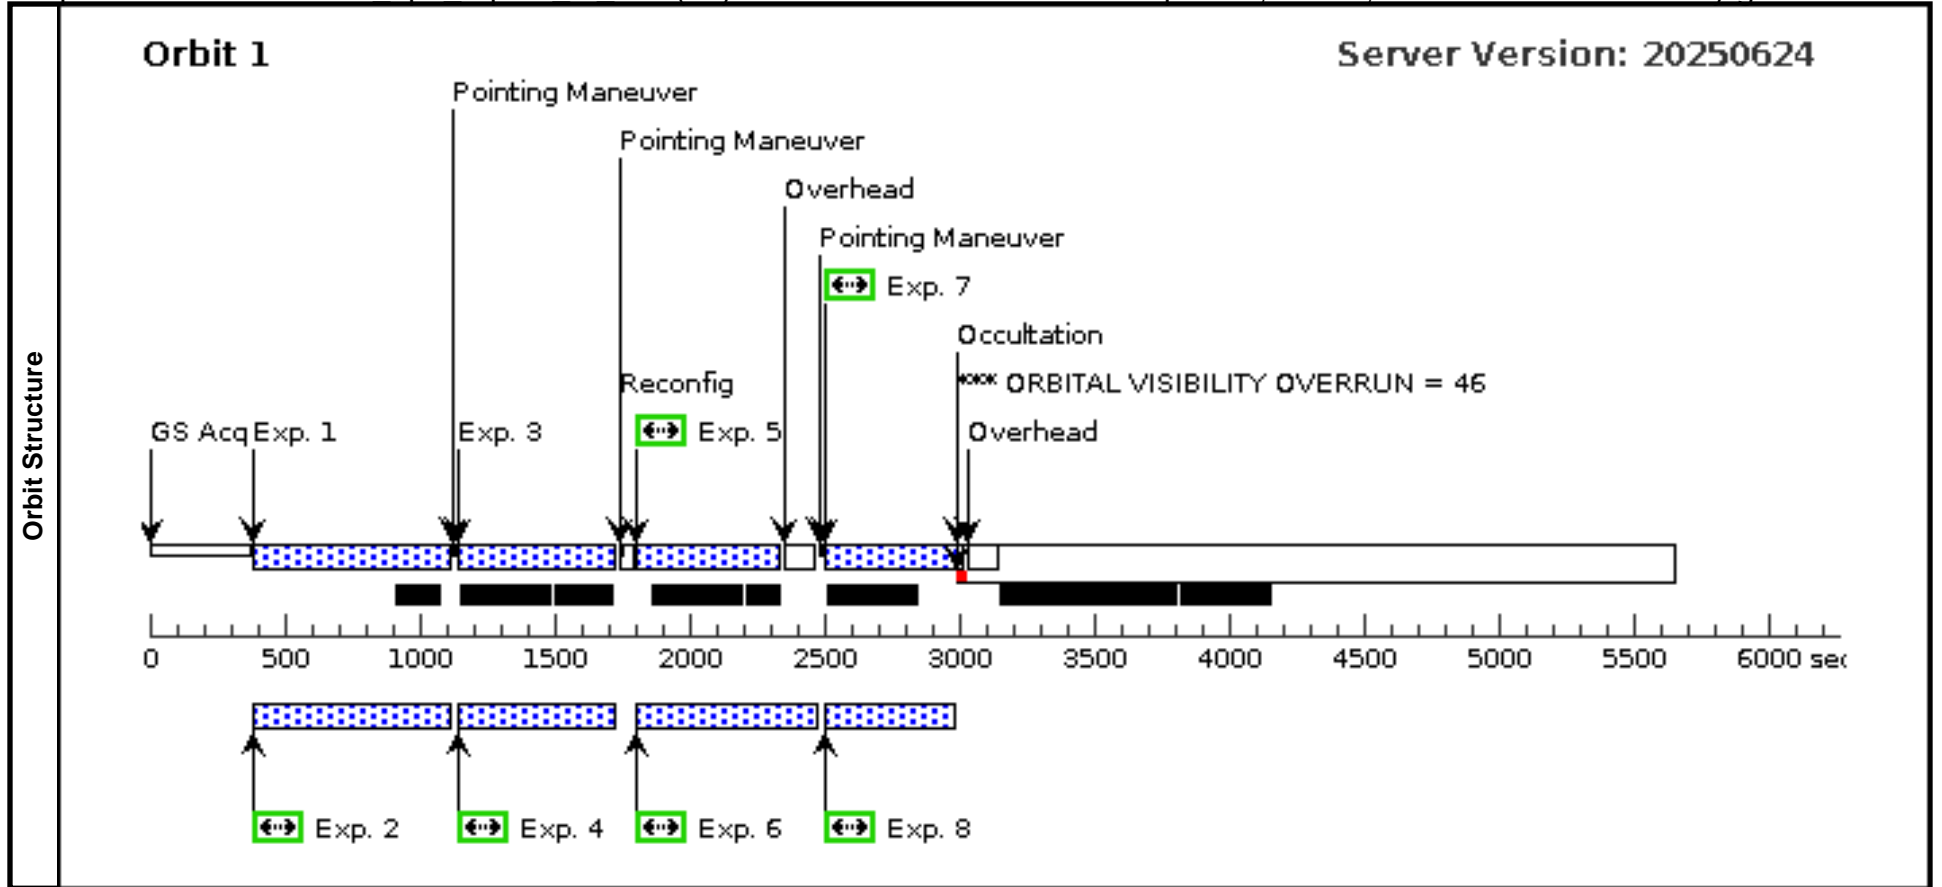 Orbit Structure
Orbit 1
Server Version: 20250624
Pointing Maneuver
Pointing Maneuver
Overhead
Pointing Maneuver
Exp. 7
Occultation
Reconfig
**** ORBITAL VISIBILITY OVERRUN = 46
GS Acq
Exp. 1
Exp. 3
Exp. 5
Overhead
0 500 1000 1500 2000 2500 3000 3500 4000 4500 5000 5500 6000 sec
Exp. 2
Exp. 4
Exp. 6
Exp. 8